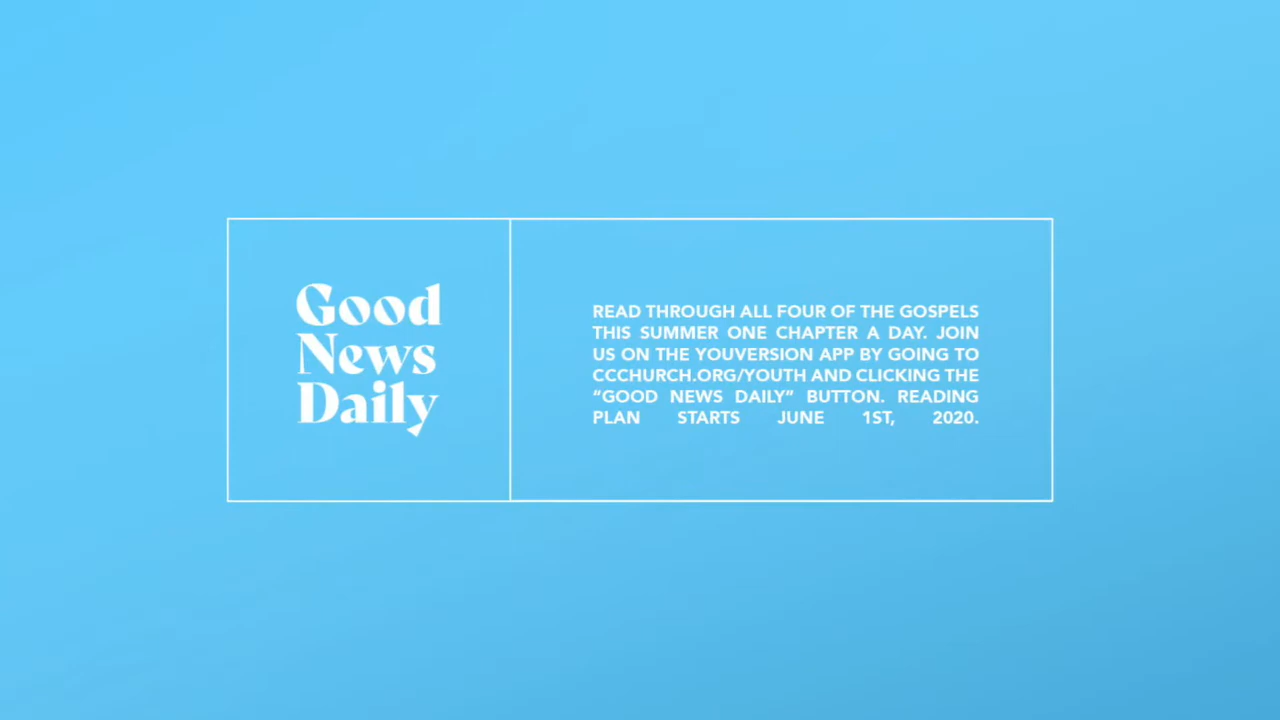 Good
News
Daily
READ THROUGH ALL FOUR OF THE GOSPELS
THIS SUMMER ONE CHAPTER A DAY. JOIN
US ON THE YOUVERSION APP BY GOING TO
CCCHURCH.ORG/YOUTH AND CLICKING THE
“GOOD NEWS DAILY” BUTTON. READING
PLAN STARTS JUNE 1ST, 2020.